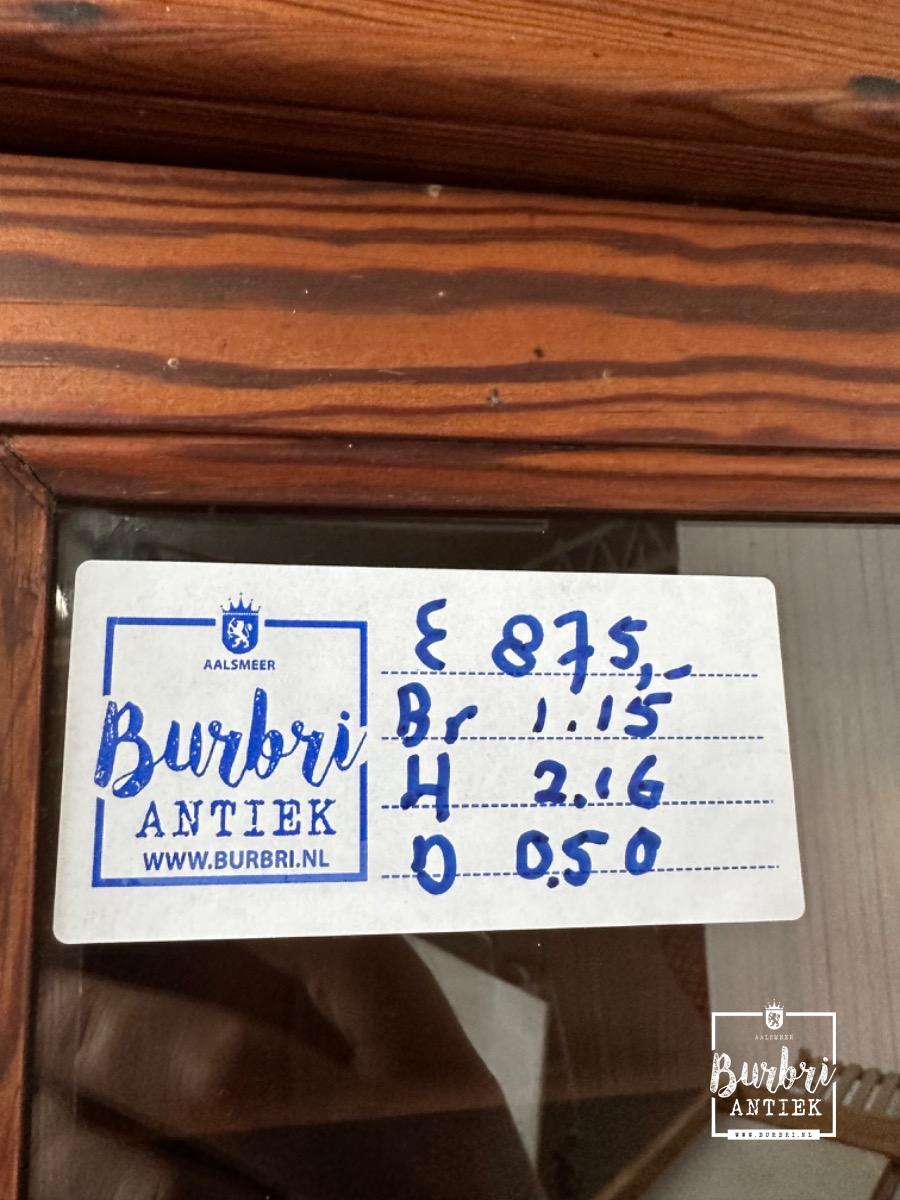 AALSMEER
Burbri
ANTIEK
WWW.BURBRI.NL
€ 875,-
Br 1.15
H 2.16
D 0.50
AALSMEER
Burbri
ANTIEK
WWW.BURBRI.NL